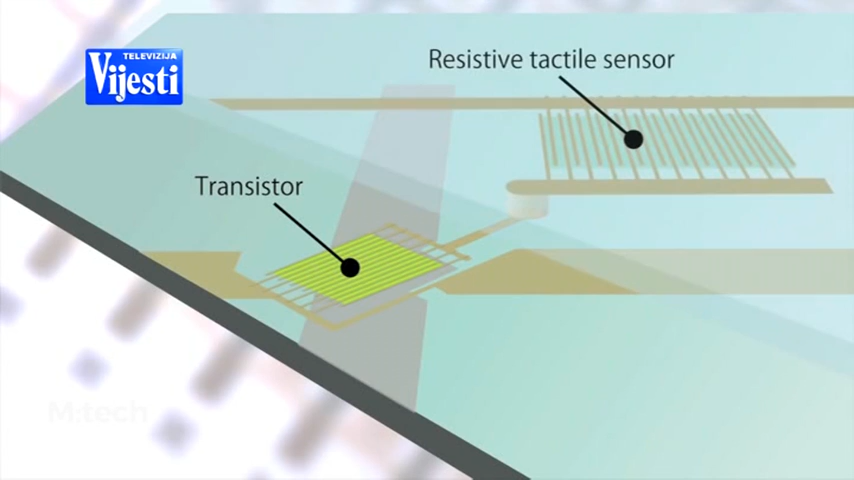 TELEVIZIJA
Vijesti
Resistive tactile sensor
Transistor
M:tech